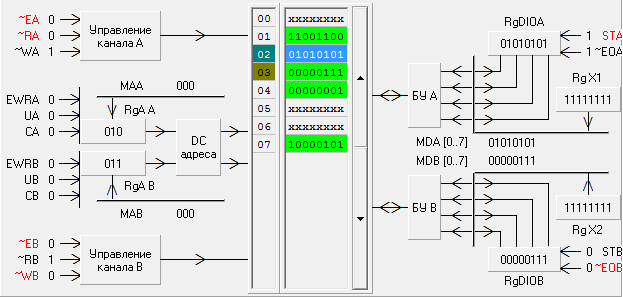 ~EA 0
~RA 0
~WA 1
Управление
канала A
EWRA 0
UA 0
CA 0
MAA 000
RgA A
010
EWRB 0
UB 0
CB 0
011
RgA B
MAB 000
DC
адреса
~EB 0
~RB 1
~WB 0
Управление
канала B
00 xxxxxxxx
01 11001100
02 01010101
03 00000111
04 00000001
05 xxxxxxxx
06 xxxxxxxx
07 10000101
БУ A
БУ B
RgDIOA
01010101
1 STA
1 ~EOA
RgX1
11111111
MDA [0..7] 01010101
MDB [0..7] 00000111
11111111
RgX2
00000111
RgDIOB
0 STB
0 ~EOB